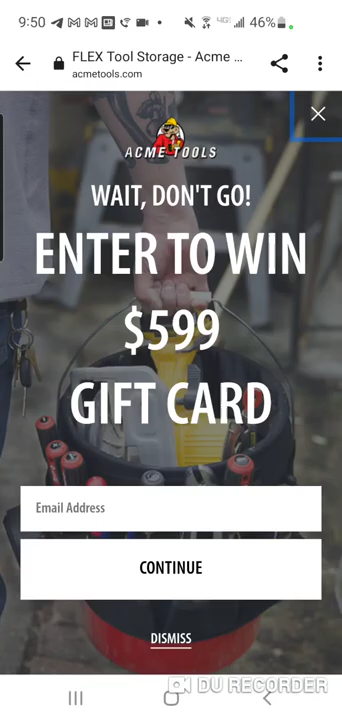 9:50 4G 46%
FLEX Tool Storage - Acme ...
acmetools.com
ACME TOOLS
WAIT, DON'T GO!
ENTER TO WIN
$599
GIFT CARD
Email Address
CONTINUE
DISMISS
DU RECORDER